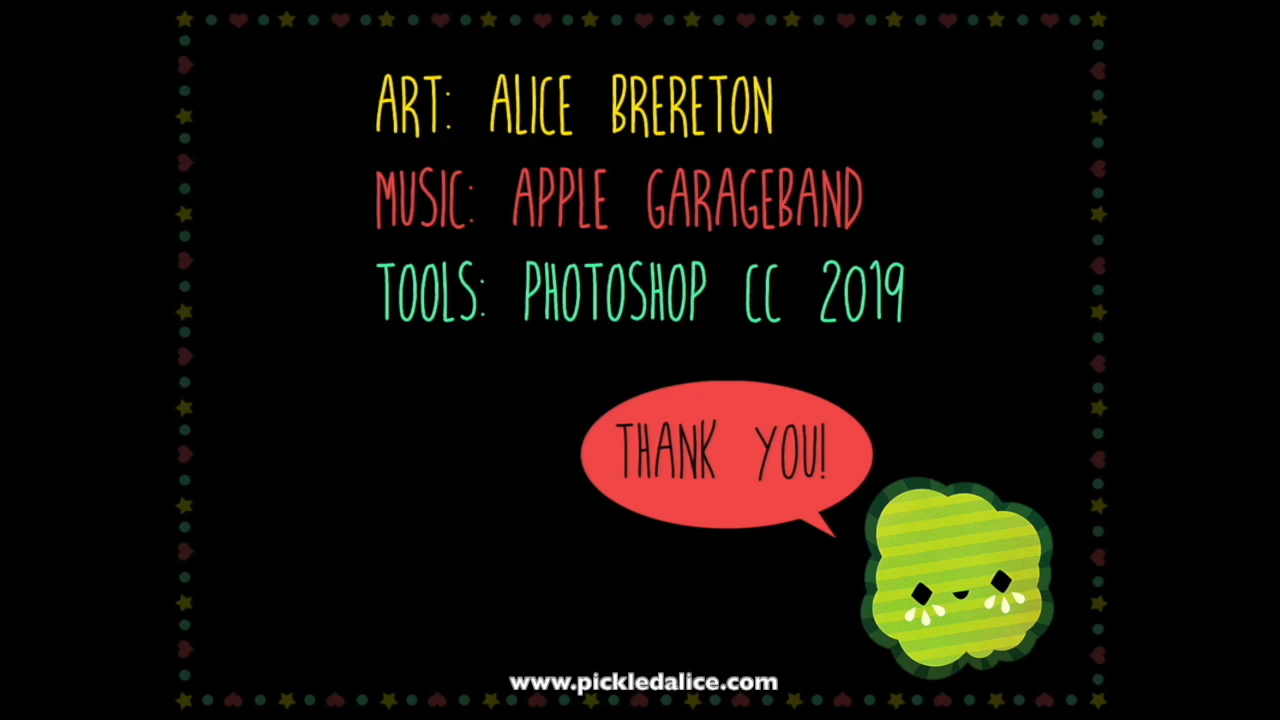 ART: ALICE BRERETON
MUSIC: APPLE GARAGEBAND
TOOLS: PHOTOSHOP CC 2019
THANK YOU!
www.pickledalice.com